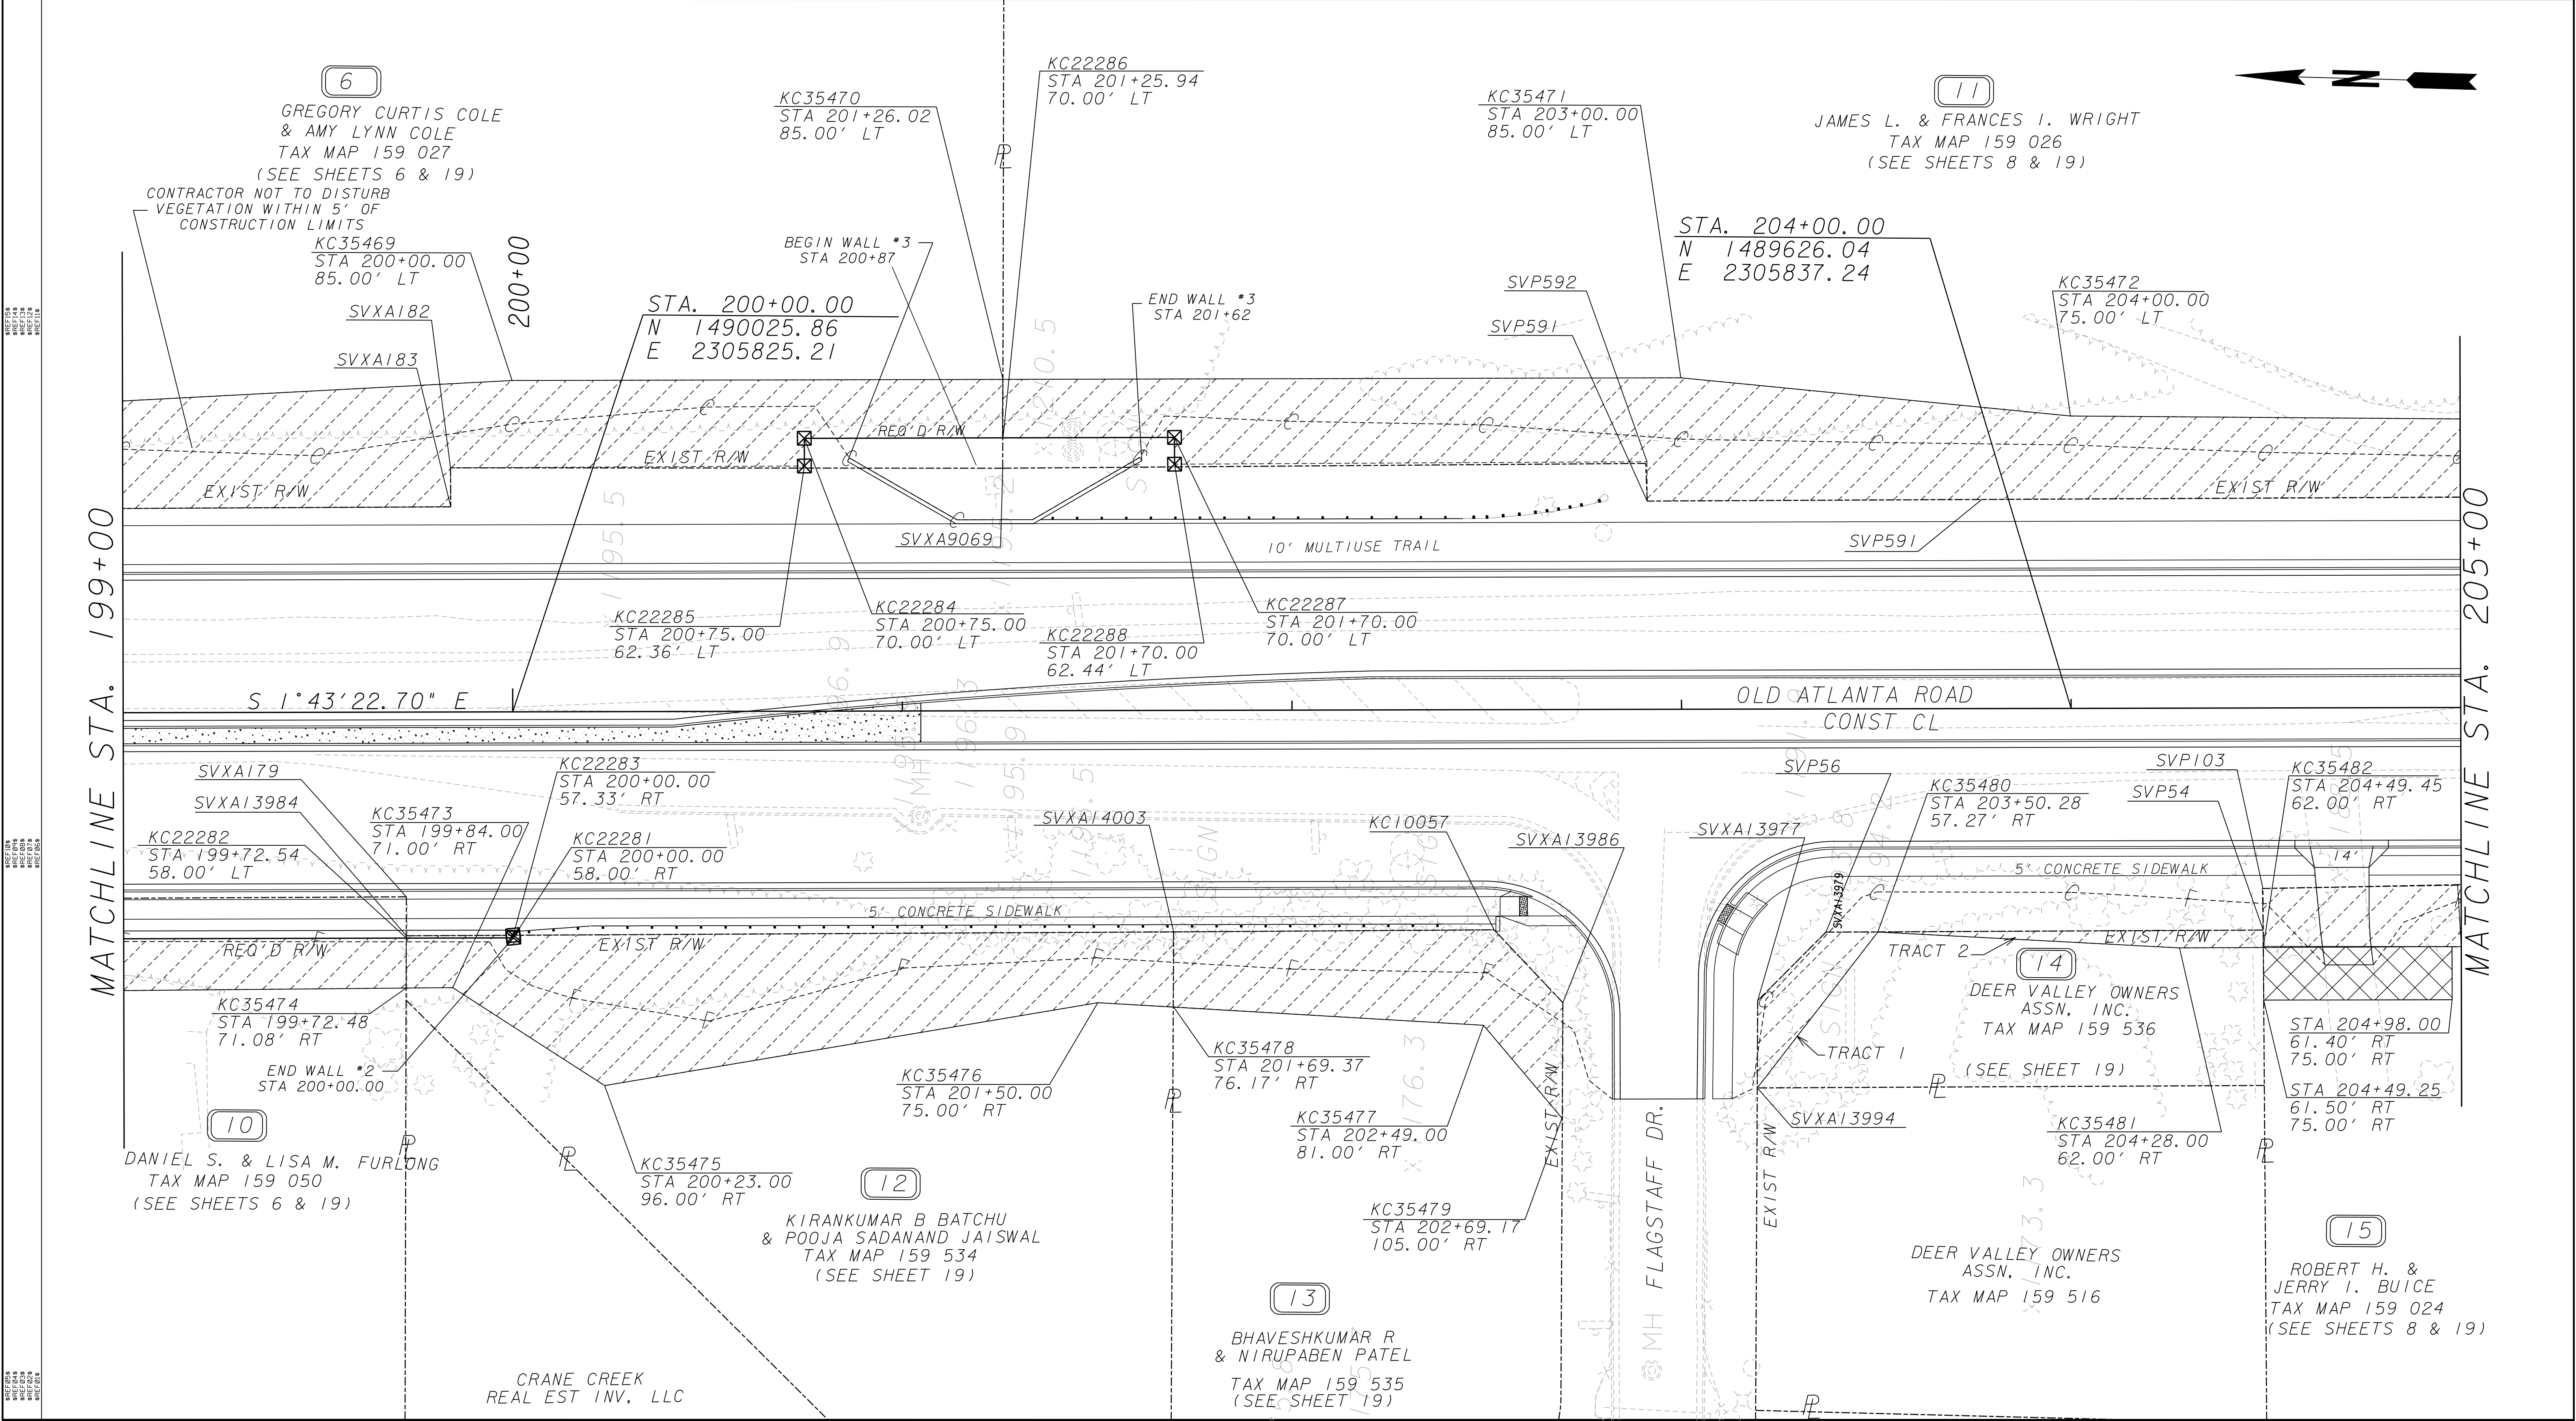 6
GREGORY CURTIS COLE
& AMY LYNN COLE
TAX MAP 159 027
(SEE SHEETS 6 & 19)
CONTRACTOR NOT TO DISTURB
VEGETATION WITHIN 5' OF
CONSTRUCTION LIMITS
KC35469
STA 200+00.00
85.00' LT
SVXA182
SVXA183
200+00
STA. 200+00.00
N 1490025.86
E 2305825.21
KC35470
STA 201+26.02
85.00' LT
KC22286
STA 201+25.94
70.00' LT
BEGIN WALL #3
STA 200+87
END WALL #3
STA 201+62
KC35471
STA 203+00.00
85.00' LT
11
JAMES L. & FRANCES I. WRIGHT
TAX MAP 159 026
(SEE SHEETS 8 & 19)
N
STA. 204+00.00
N 1489626.04
E 2305837.24
SVP592
SVP591
KC35472
STA 204+00.00
75.00' LT
REQ'D R/W
EXIST R/W
EXIST R/W
EXIST R/W
SVXA9069
10' MULTIUSE TRAIL
SVP591
MATCHLINE STA. 199+00
MATCHLINE STA. 205+00
KC22285
STA 200+75.00
62.36' LT
KC22284
STA 200+75.00
70.00' LT
KC22288
STA 201+70.00
62.44' LT
KC22287
STA 201+70.00
70.00' LT
1195.5
S 1°43'22.70" E
OLD ATLANTA ROAD
CONST CL
SVXA179
SVXA13984
KC22282
STA 199+72.54
58.00' LT
KC35473
STA 199+84.00
71.00' RT
KC22283
STA 200+00.00
57.33' RT
KC22281
STA 200+00.00
58.00' RT
MH
SIGN
SVXA14003
KC10057
SVXA13986
SVXA13977
SVP56
SVXA13979
KC35480
STA 203+50.28
57.27' RT
SVP103
SVP54
KC35482
STA 204+49.45
62.00' RT
14'
5' CONCRETE SIDEWALK
5' CONCRETE SIDEWALK
REQ'D R/W
EXIST R/W
EXIST R/W
TRACT 2
TRACT 1
14
DEER VALLEY OWNERS
ASSN, INC.
TAX MAP 159 536
(SEE SHEET 19)
KC35474
STA 199+72.48
71.08' RT
END WALL #2
STA 200+00.00
KC35476
STA 201+50.00
75.00' RT
KC35478
STA 201+69.37
76.17' RT
KC35477
STA 202+49.00
81.00' RT
KC35479
STA 202+69.17
105.00' RT
EXIST R/W
FLAGSTAFF DR.
MH
EXIST R/W
SVXA13994
KC35481
STA 204+28.00
62.00' RT
STA 204+98.00
61.40' RT
75.00' RT
STA 204+49.25
61.50' RT
75.00' RT
10
DANIEL S. & LISA M. FURLONG
TAX MAP 159 050
(SEE SHEETS 6 & 19)
KC35475
STA 200+23.00
96.00' RT
12
KIRANKUMAR B BATCHU
& POOJA SADANAND JAISWAL
TAX MAP 159 534
(SEE SHEET 19)
13
BHAVESHKUMAR R
& NIRUPABEN PATEL
TAX MAP 159 535
(SEE SHEET 19)
DEER VALLEY OWNERS
ASSN, INC.
TAX MAP 159 516
15
ROBERT H. &
JERRY I. BUICE
TAX MAP 159 024
(SEE SHEETS 8 & 19)
CRANE CREEK
REAL EST INV, LLC